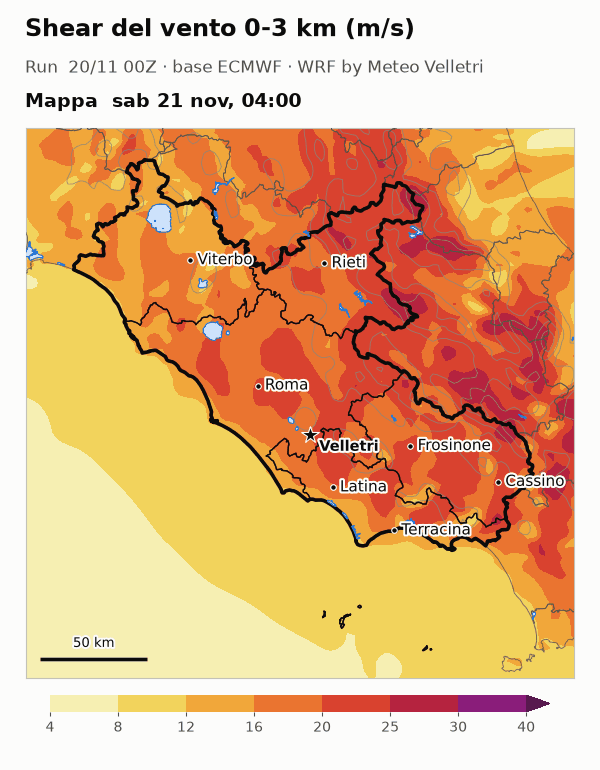 Shear del vento 0-3 km (m/s)
Run 20/11 00Z · base ECMWF · WRF by Meteo Velletri
Mappa sab 21 nov, 04:00
Viterbo
Rieti
Roma
Velletri
Frosinone
Cassino
Latina
Terracina
50 km
4 8 12 16 20 25 30 40